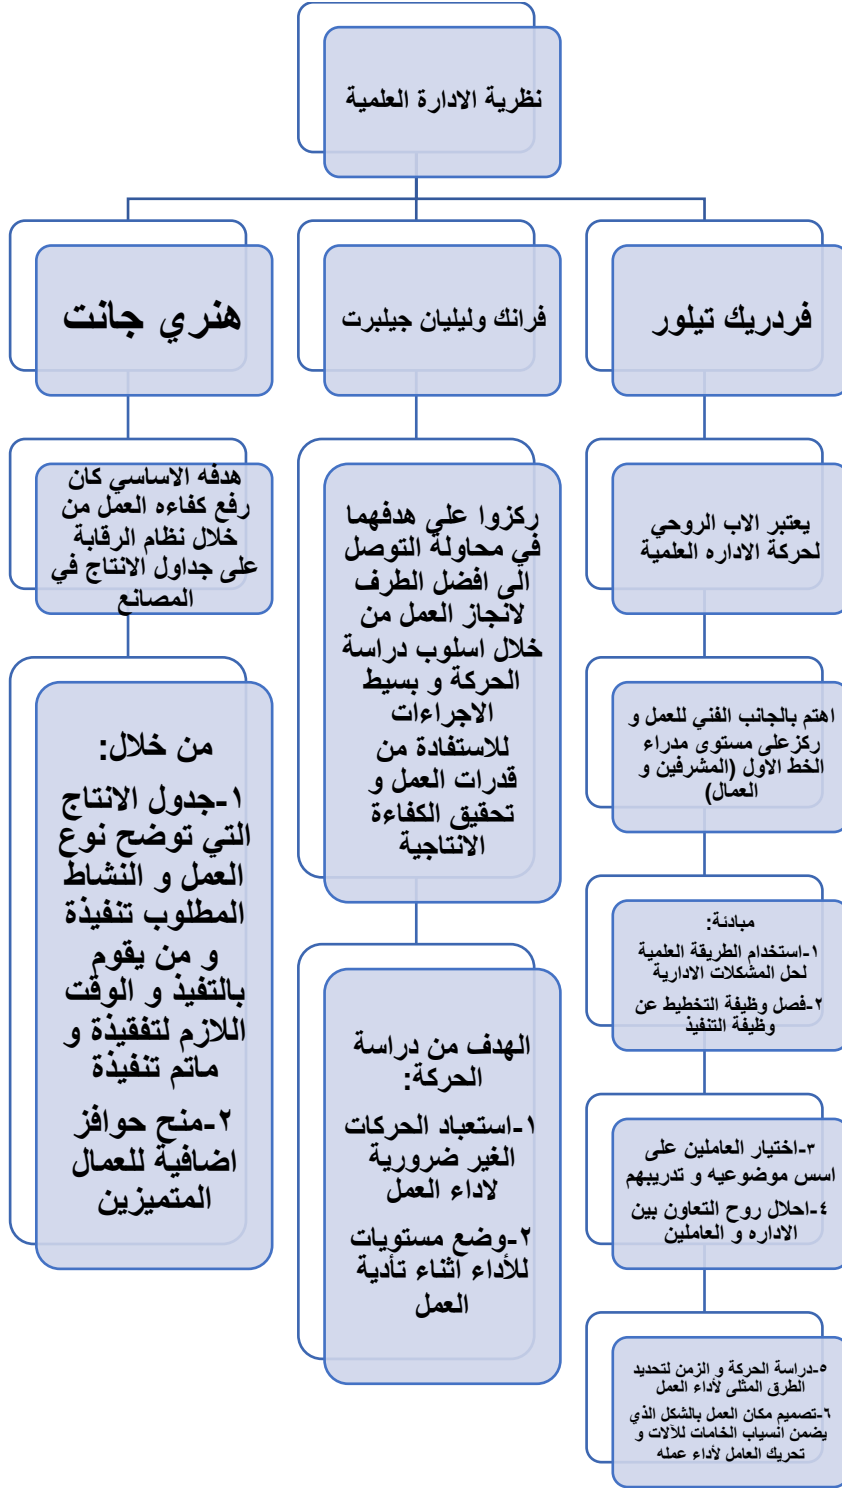 نظرية الادارة العلمية
فردريك تيلور
يعتبر الاب الروحي
لحركة الاداره العلمية
اهتم بالجانب الفني للعمل و
ركزعلى مستوى مدراء
الخط الاول (المشرفين و
العمال)
مبادئة:
١-استخدام الطريقة العلمية
لحل المشكلات الادارية
٢-فصل وظيفة التخطيط عن
وظيفة التنفيذ
٣-اختيار العاملين على
اسس موضوعيه و تدريبهم
٤-احلال روح التعاون بين
الاداره و العاملين
٥-دراسة الحركة و الزمن لتحديد
الطرق المثلى لأداء العمل
٦-تصميم مكان العمل بالشكل الذي
يضمن انسياب الخامات للآلات و
تحريك العامل لأداء عمله
فرانك وليليان جيلبرت
ركزوا على هدفهما
في محاولة التوصل
الى افضل الطرف
لانجاز العمل من
خلال اسلوب دراسة
الحركة و بسيط
الاجراءات
للاستفادة من
قدرات العمل و
تحقيق الكفاءة
الانتاجية
الهدف من دراسة
الحركة:
١-استعباد الحركات
الغير ضرورية
لاداء العمل
٢-وضع مستويات
للأداء اثناء تأدية
العمل
هنري جانت
هدفه الاساسي كان
رفع كفاءه العمل من
خلال نظام الرقابة
على جداول الانتاج في
المصانع
من خلال:
١-جدول الانتاج
التي توضح نوع
العمل و النشاط
المطلوب تنفيذة
و من يقوم
بالتفيذ و الوقت
اللازم لتفقيذة و
ماتم تنفيذة
٢-منح حوافز
اضافية للعمال
المتميزين